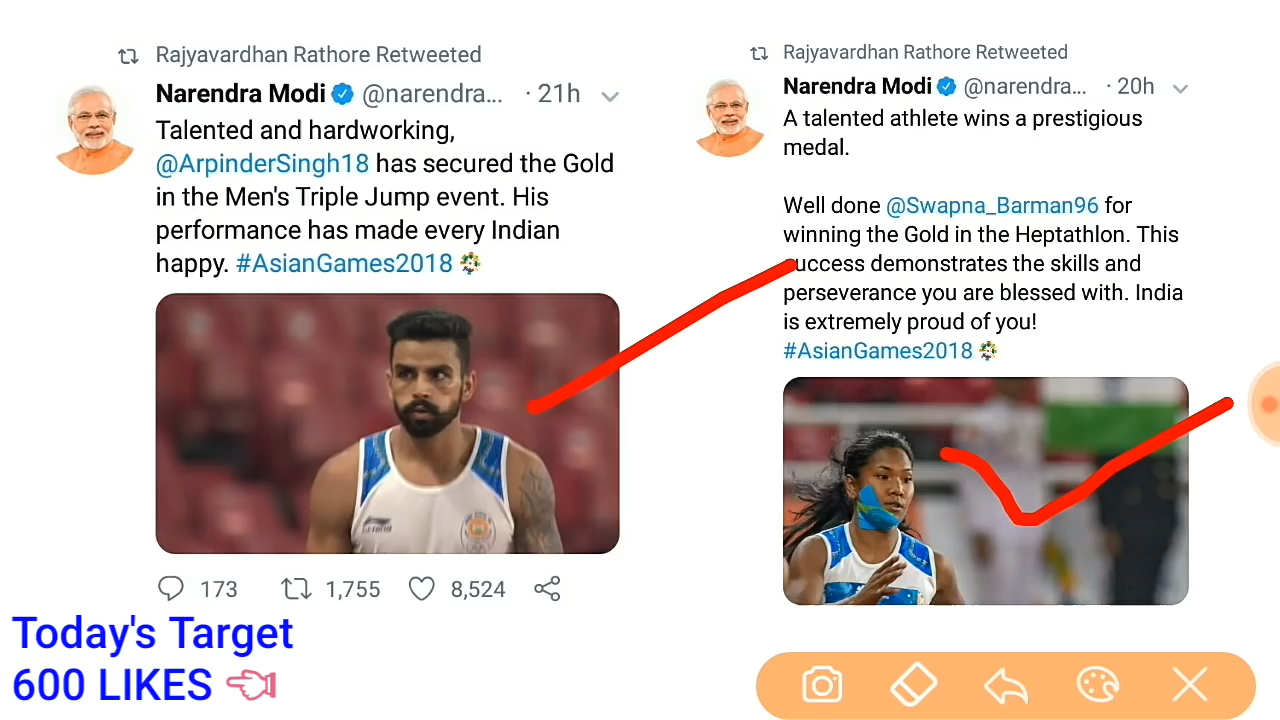 Rajyavardhan Rathore Retweeted
Narendra Modi @narendra... · 21h
Talented and hardworking,
@ArpinderSingh18 has secured the Gold
in the Men's Triple Jump event. His
performance has made every Indian
happy. #AsianGames2018
173 1,755 8,524
Today's Target
600 LIKES
Rajyavardhan Rathore Retweeted
Narendra Modi @narendra... · 20h
A talented athlete wins a prestigious
medal.
Well done @Swapna_Barman96 for
winning the Gold in the Heptathlon. This
success demonstrates the skills and
perseverance you are blessed with. India
is extremely proud of you!
#AsianGames2018